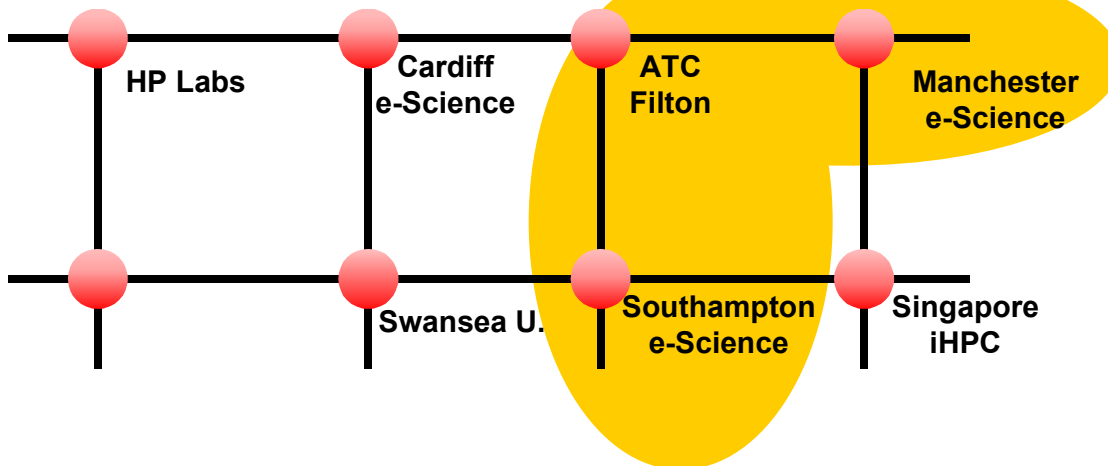 HP Labs
Cardiff
e-Science
ATC
Filton
Manchester
e-Science
Swansea U.
Southampton
e-Science
Singapore
iHPC